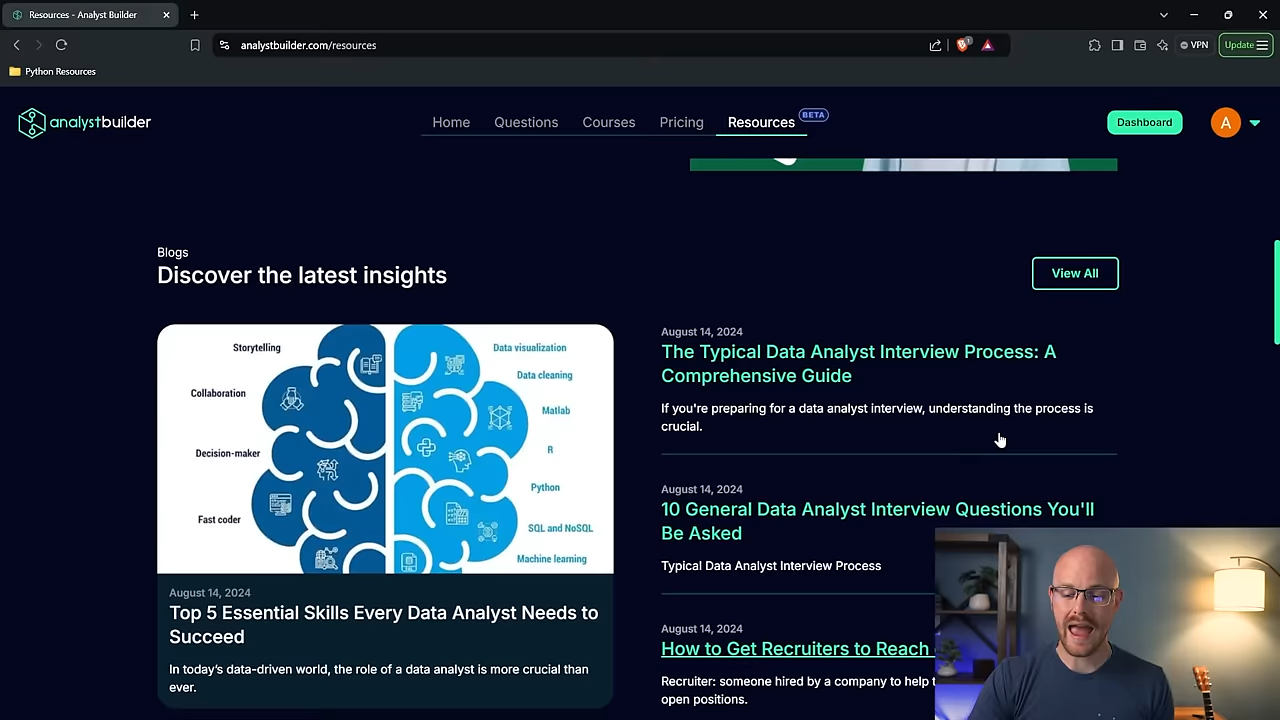 Resources - Analyst Builder
analystbuilder.com/resources
1
VPN
Update
Python Resources
analystbuilder
Home
Questions
Courses
Pricing
Resources
BETA
Dashboard
A
Blogs
Discover the latest insights
View All
Storytelling
Collaboration
Decision-maker
Fast coder
Data visualization
Data cleaning
Matlab
R
Python
SQL and NoSQL
Machine learning
August 14, 2024
Top 5 Essential Skills Every Data Analyst Needs to
Succeed
In today's data-driven world, the role of a data analyst is more crucial than
ever.
August 14, 2024
The Typical Data Analyst Interview Process: A
Comprehensive Guide
If you're preparing for a data analyst interview, understanding the process is
crucial.
August 14, 2024
10 General Data Analyst Interview Questions You'll
Be Asked
Typical Data Analyst Interview Process
August 14, 2024
How to Get Recruiters to Reach
Recruiter: someone hired by a company to help
open positions.